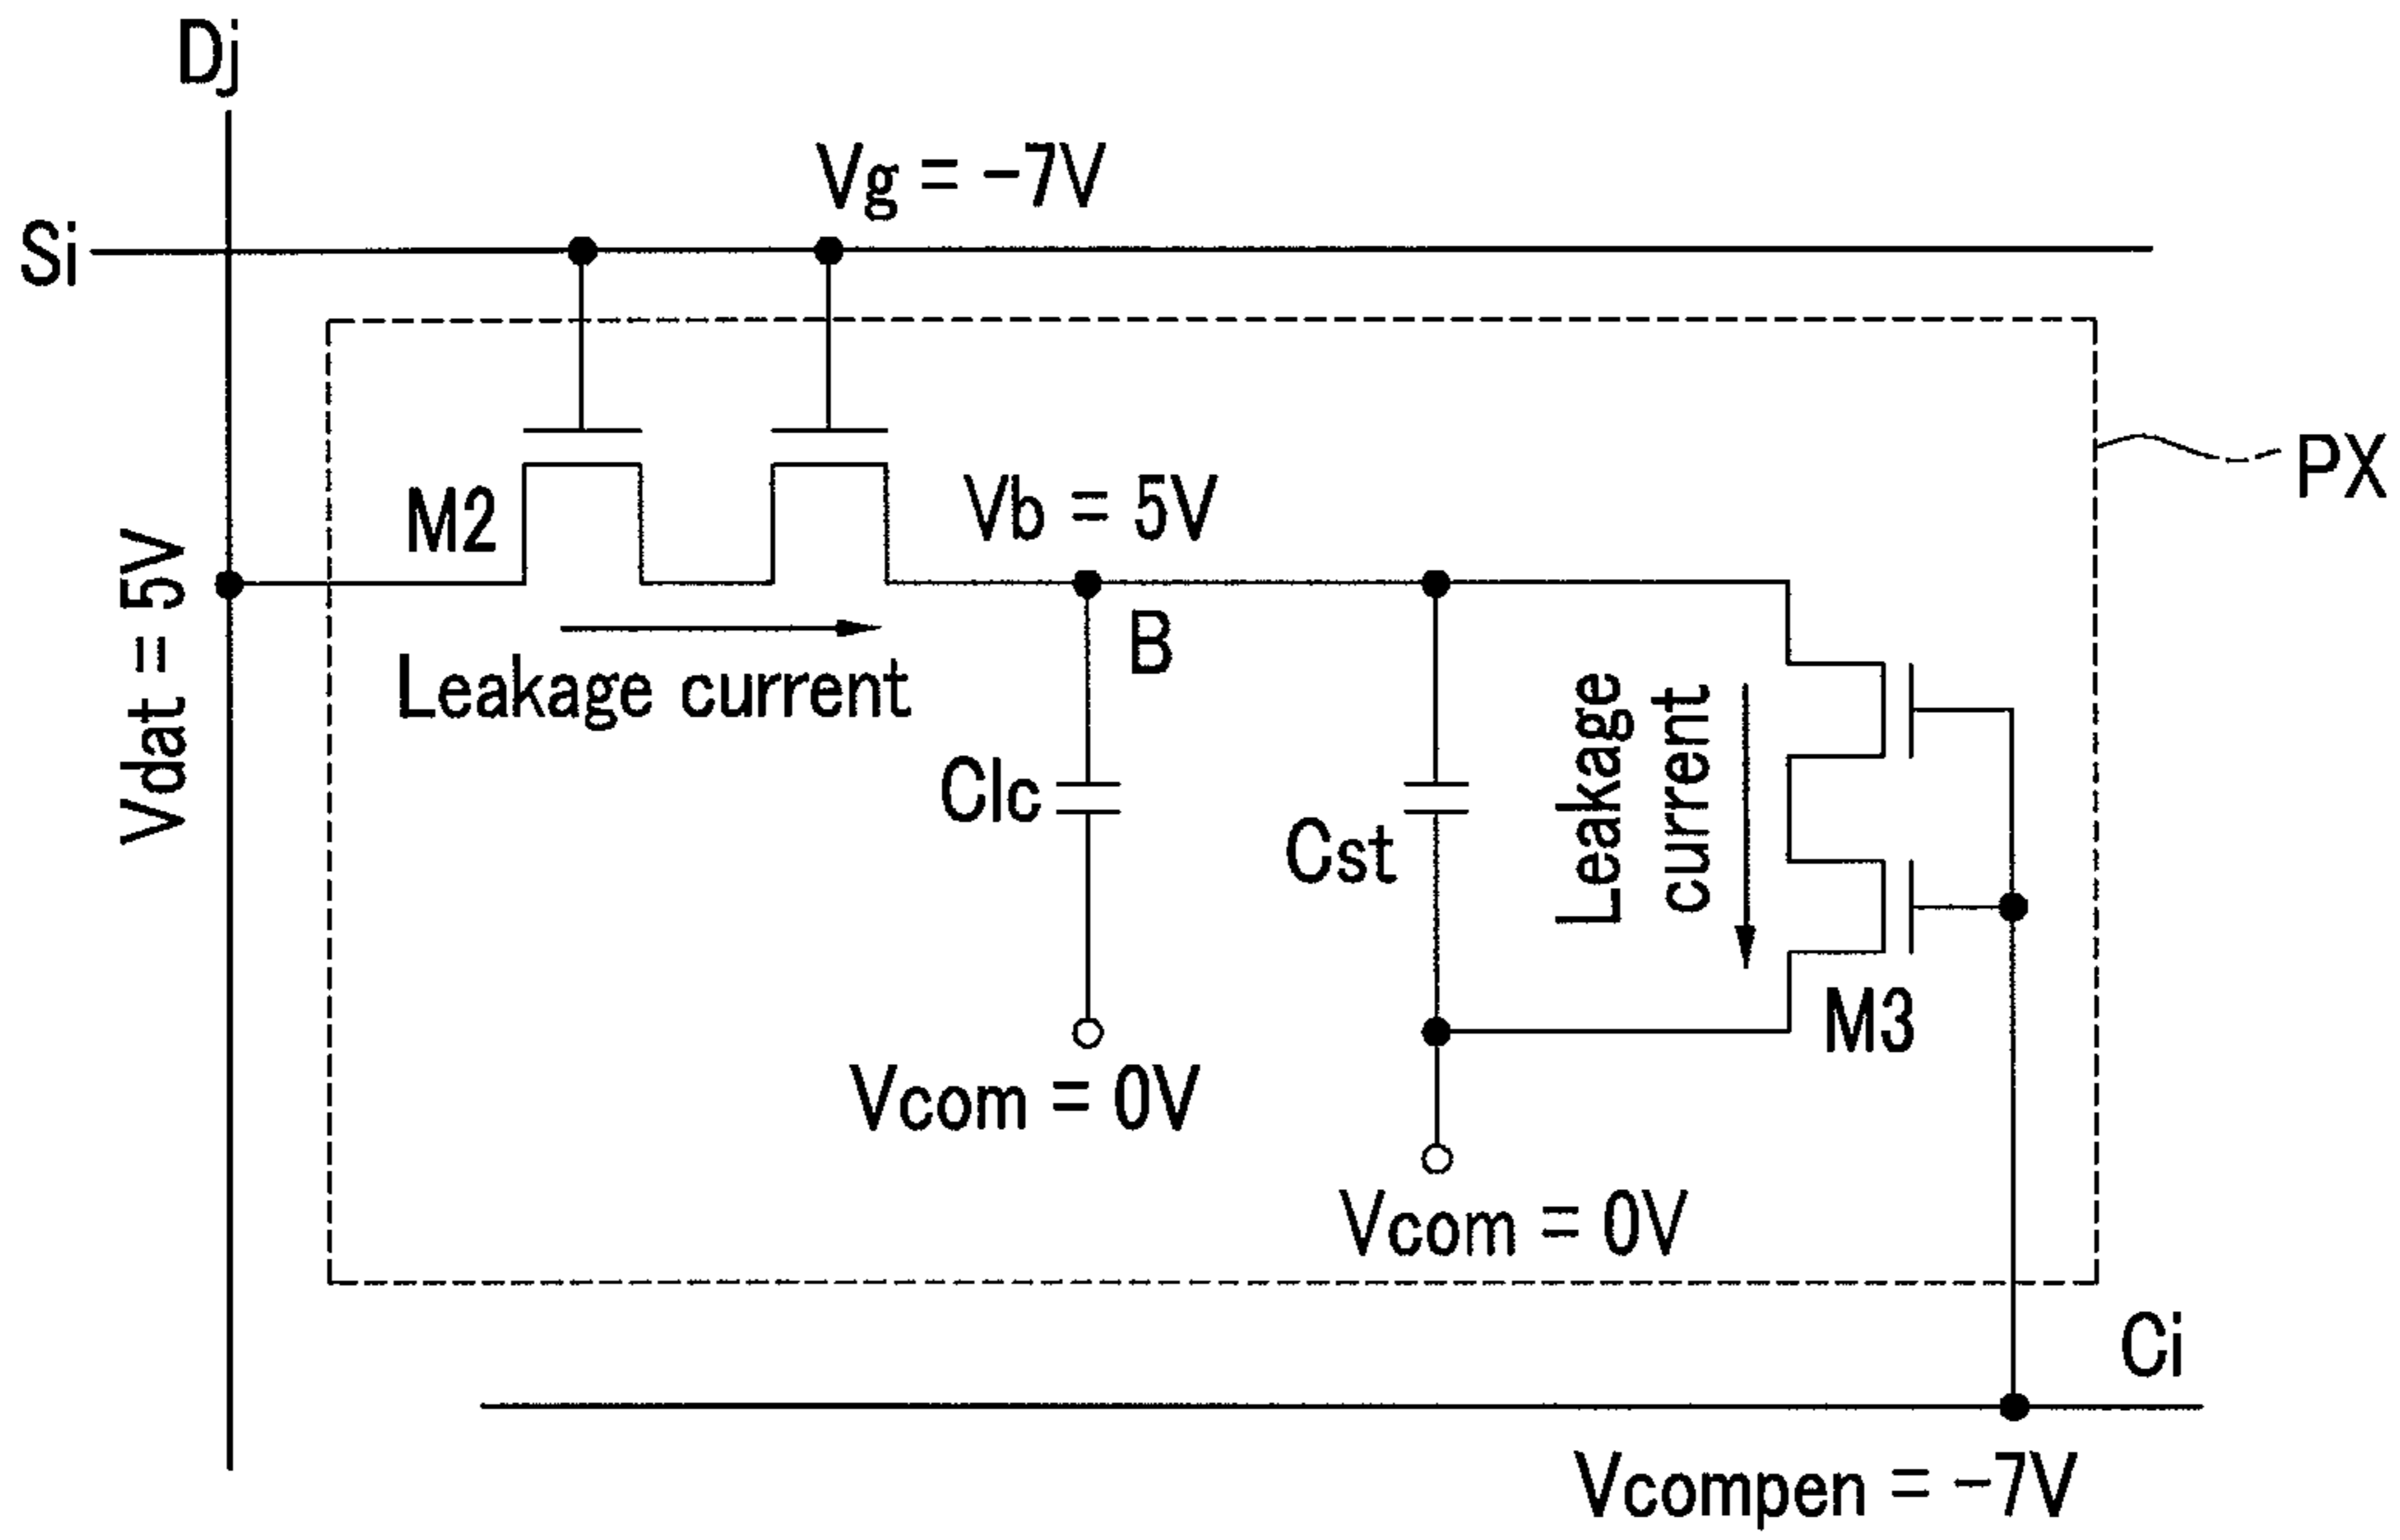 Dj
Vg = -7V
Si
PX
M2
Vb = 5V
Vdat = 5V
B
Leakage current
Leakage
current
Clc
Cst
M3
Vcom = 0V
Vcom = 0V
Ci
Vcompen = -7V